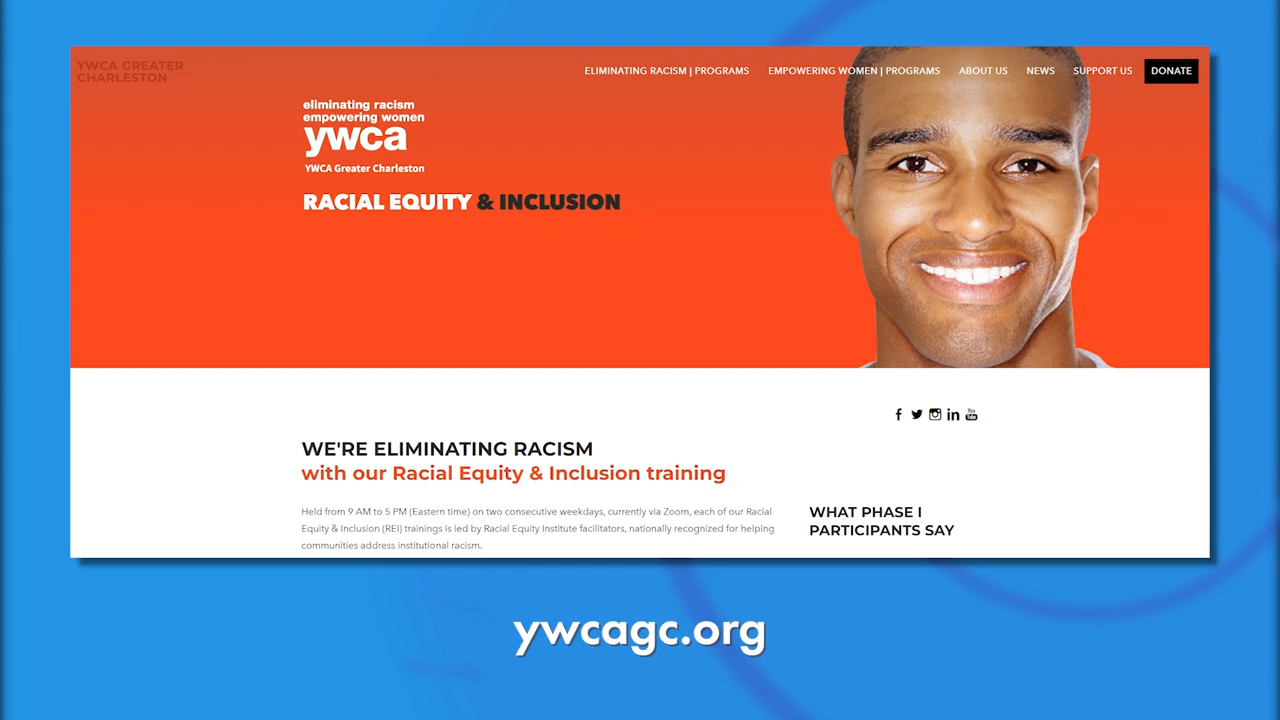 YWCA GREATER
CHARLESTON
ELIMINATING RACISM | PROGRAMS EMPOWERING WOMEN | PROGRAMS ABOUT US NEWS SUPPORT US DONATE
eliminating racism
empowering women
ywca
YWCA Greater Charleston
RACIAL EQUITY & INCLUSION
WE'RE ELIMINATING RACISM
with our Racial Equity & Inclusion training
Held from 9 AM to 5 PM (Eastern time) on two consecutive weekdays, currently via Zoom, each of our Racial
Equity & Inclusion (REI) trainings is led by Racial Equity Institute facilitators, nationally recognized for helping
communities address institutional racism.
You
Tube
WHAT PHASE I
PARTICIPANTS SAY
ywcagc.org